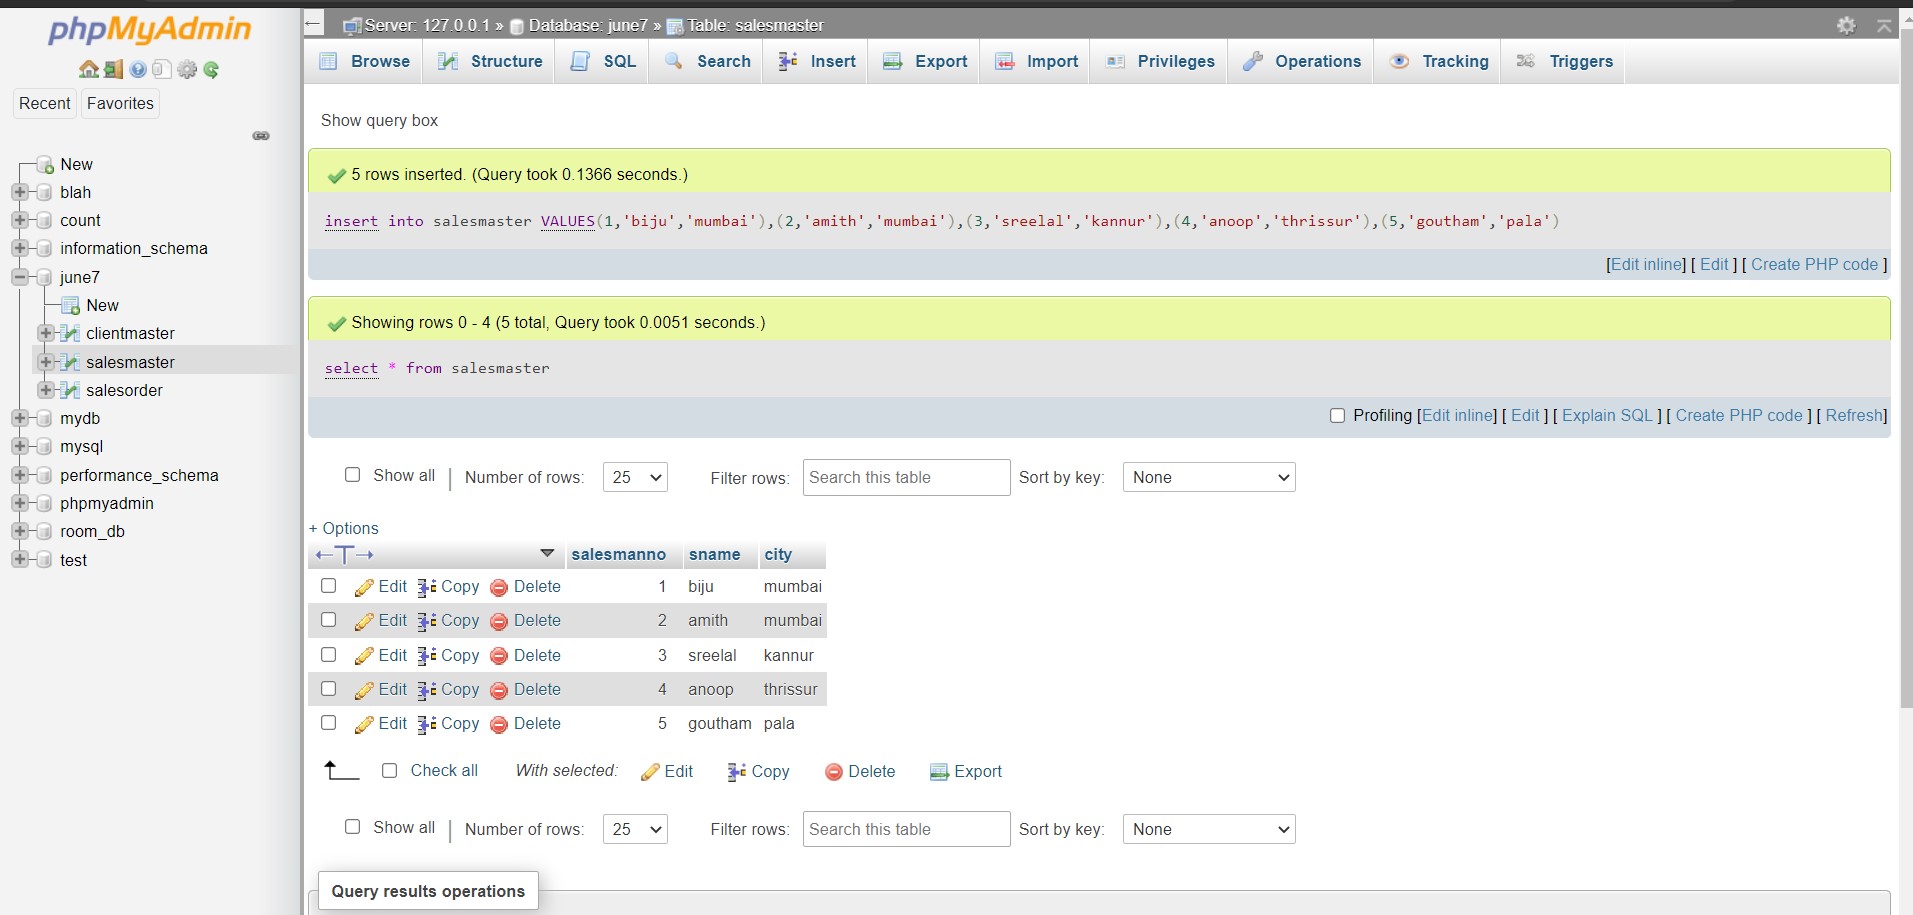 phpMyAdmin
Recent Favorites
New
blah
count
information_schema
june7
New
clientmaster
salesmaster
salesorder
mydb
mysql
performance_schema
phpmyadmin
room_db
test
Server: 127.0.0.1 » Database: june7 » Table: salesmaster
Browse Structure SQL Search Insert Export Import Privileges Operations Tracking Triggers
Show query box
5 rows inserted. (Query took 0.1366 seconds.)
insert into salesmaster VALUES(1,'biju','mumbai'),(2,'amith','mumbai'),(3,'sreelal','kannur'),(4,'anoop','thrissur'),(5,'goutham','pala')
[Edit inline] [ Edit ] [ Create PHP code ]
Showing rows 0 - 4 (5 total, Query took 0.0051 seconds.)
select * from salesmaster
Profiling [Edit inline] [ Edit ] [ Explain SQL ] [ Create PHP code ] [ Refresh]
Show all | Number of rows: 25 Filter rows: Search this table Sort by key: None
+ Options
←T→ salesmanno sname city
Edit Copy Delete 1 biju mumbai
Edit Copy Delete 2 amith mumbai
Edit Copy Delete 3 sreelal kannur
Edit Copy Delete 4 anoop thrissur
Edit Copy Delete 5 goutham pala
Check all With selected: Edit Copy Delete Export
Show all | Number of rows: 25 Filter rows: Search this table Sort by key: None
Query results operations